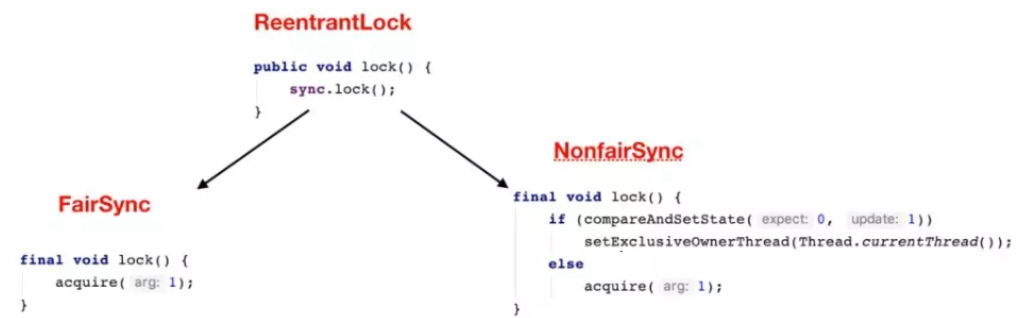 ReentrantLock
public void lock() {
sync.lock();
}
FairSync
final void lock() {
acquire( arg: 1);
}
NonfairSync
final void lock() {
if (compareAndSetState( expect: 0, update: 1))
setExclusiveOwnerThread(Thread.currentThread());
else
acquire( arg: 1);
}